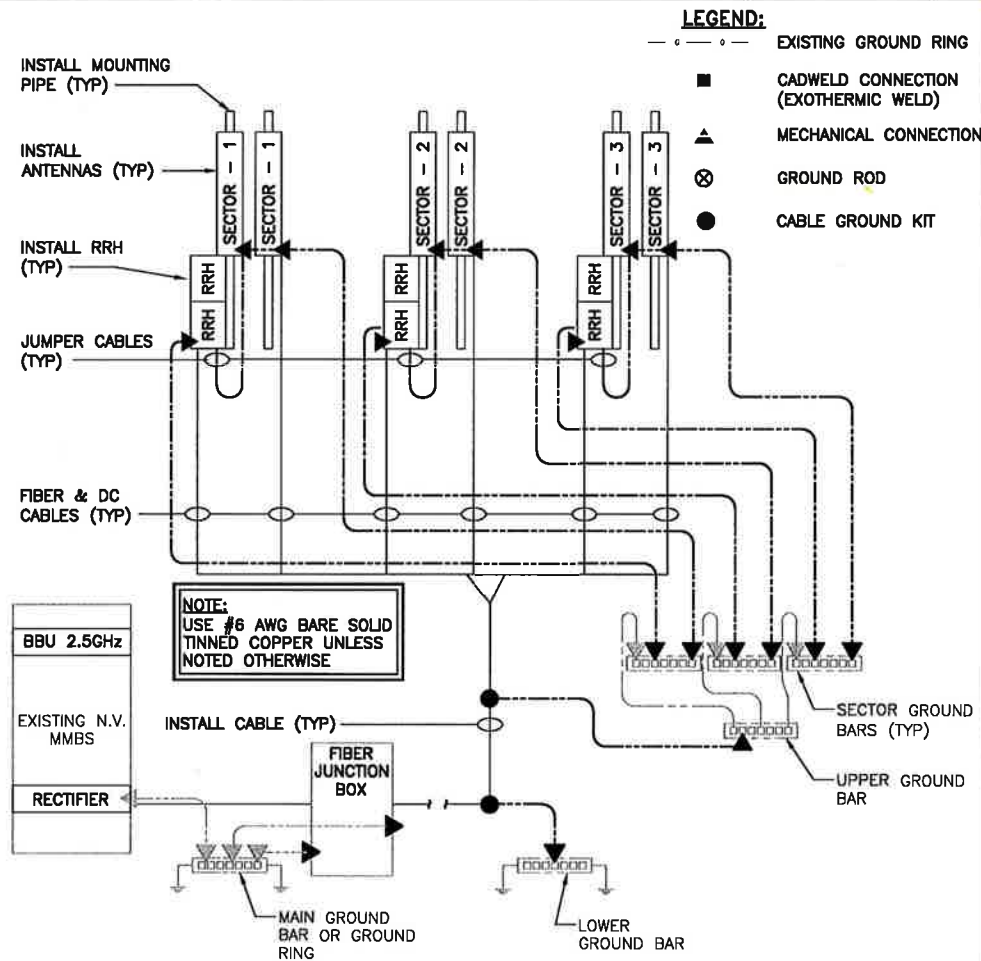 LEGEND:
EXISTING GROUND RING
CADWELD CONNECTION
(EXOTHERMIC WELD)
MECHANICAL CONNECTION
GROUND ROD
CABLE GROUND KIT
INSTALL MOUNTING
PIPE (TYP)
INSTALL
ANTENNAS (TYP)
INSTALL RRH
(TYP)
JUMPER CABLES
(TYP)
FIBER & DC
CABLES (TYP)
SECTOR - 1
SECTOR - 1
SECTOR - 2
SECTOR - 2
SECTOR - 3
SECTOR - 3
RRH
RRH
RRH
RRH
RRH
RRH
NOTE:
USE #6 AWG BARE SOLID
TINNED COPPER UNLESS
NOTED OTHERWISE
BBU 2.5GHz
EXISTING N.V.
MMBS
RECTIFIER
INSTALL CABLE (TYP)
FIBER
JUNCTION
BOX
SECTOR GROUND
BARS (TYP)
UPPER GROUND
BAR
MAIN GROUND
BAR OR GROUND
RING
LOWER
GROUND BAR